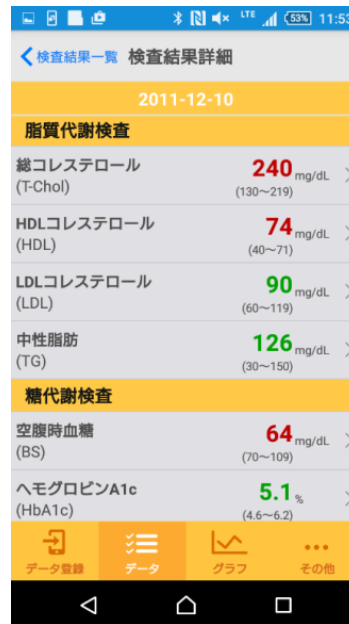 LTE 53% 11:53
検査結果一覧 検査結果詳細
2011-12-10
脂質代謝検査
総コレステロール 240 mg/dL
(T-Chol) (130～219)
HDLコレステロール 74 mg/dL
(HDL) (40～71)
LDLコレステロール 90 mg/dL
(LDL) (60～119)
中性脂肪 126 mg/dL
(TG) (30～150)
糖代謝検査
空腹時血糖 64 mg/dL
(BS) (70～109)
ヘモグロビンA1c 5.1 %
(HbA1c) (4.6～6.2)
データ登録 データ グラフ その他